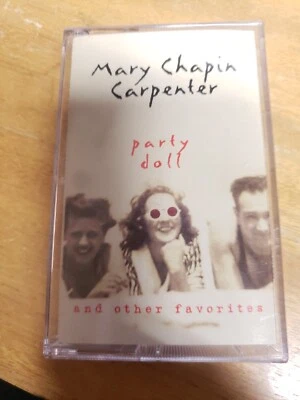 Mary Chapin
Carpenter
party
doll
and other favorites